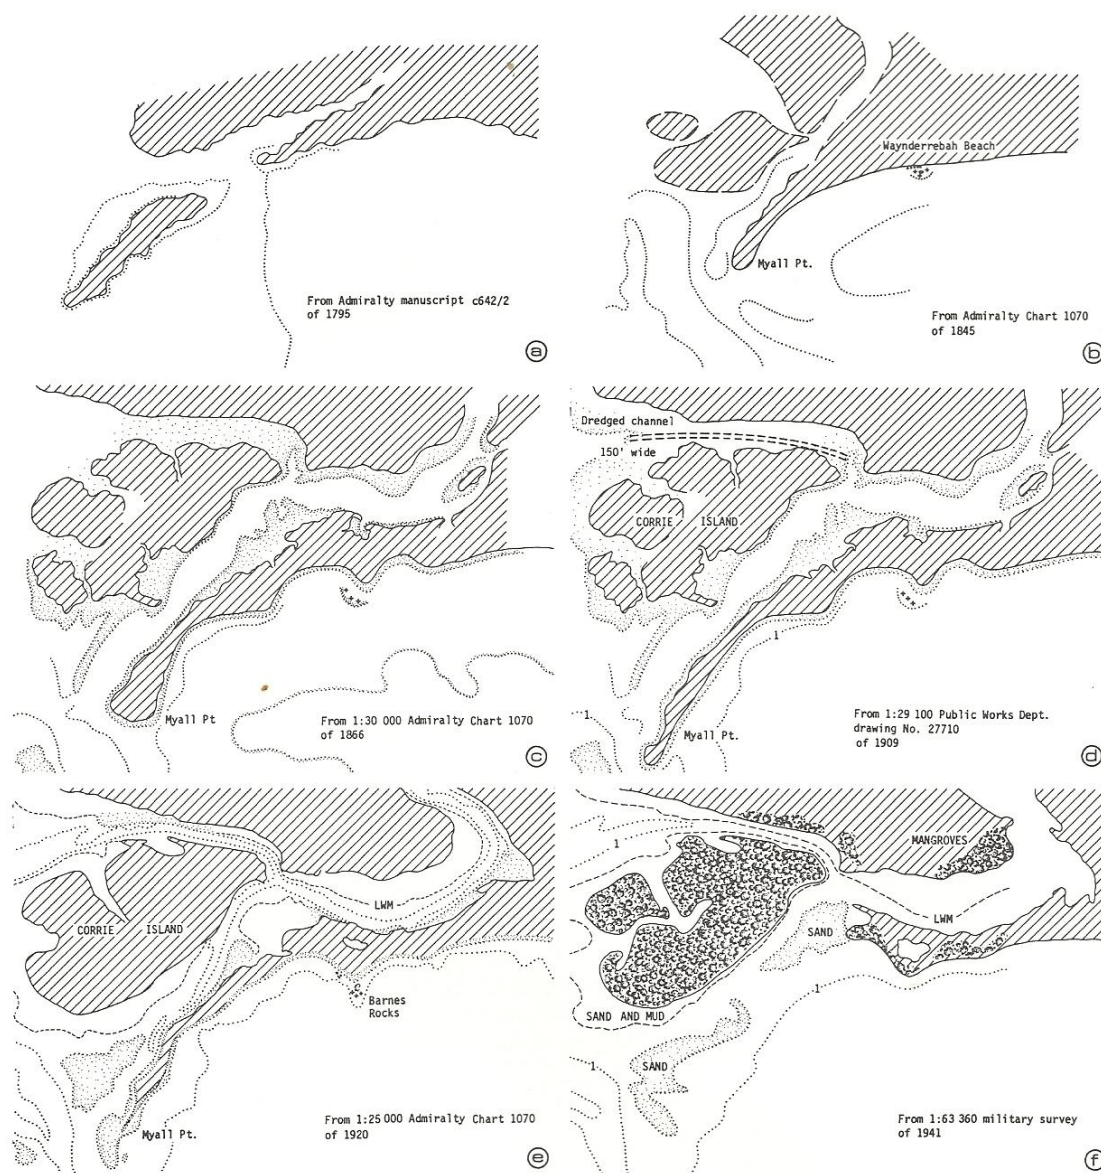 From Admiralty manuscript c642/2
of 1795
a
Waynderrebah Beach
Myall Pt.
From Admiralty Chart 1070
of 1845
b
Myall Pt
From 1:30 000 Admiralty Chart 1070
of 1866
c
Dredged channel
150' wide
CORRIE ISLAND
1
1
Myall Pt.
From 1:29 100 Public Works Dept.
drawing No. 27710
of 1909
d
LWM
CORRIE ISLAND
Barnes
Rocks
Myall Pt.
From 1:25 000 Admiralty Chart 1070
of 1920
e
1
MANGROVES
LWM
SAND
1
SAND AND MUD
1
SAND
From 1:63 360 military survey
of 1941
f